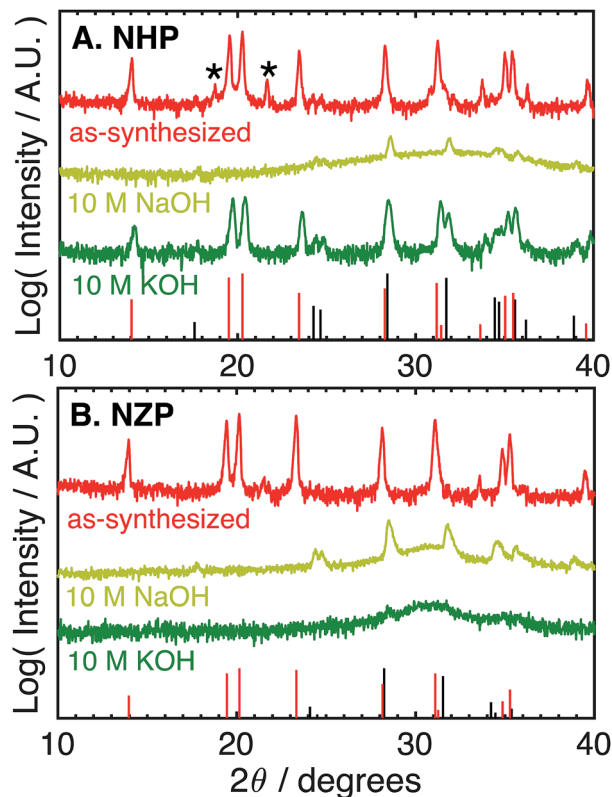 A. NHP
* *
as-synthesized
10 M NaOH
10 M KOH
Log( Intensity / A.U. )
10 20 30 40
B. NZP
as-synthesized
10 M NaOH
10 M KOH
Log( Intensity / A.U. )
10 20 30 40
2θ / degrees